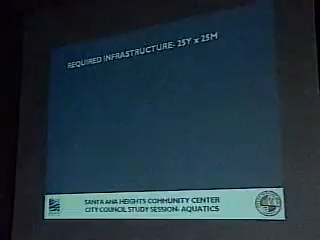 REQUIRED INFRASTRUCTURE: 25Y x 25M
SANTA ANA HEIGHTS COMMUNITY CENTER
CITY COUNCIL STUDY SESSION- AQUATICS